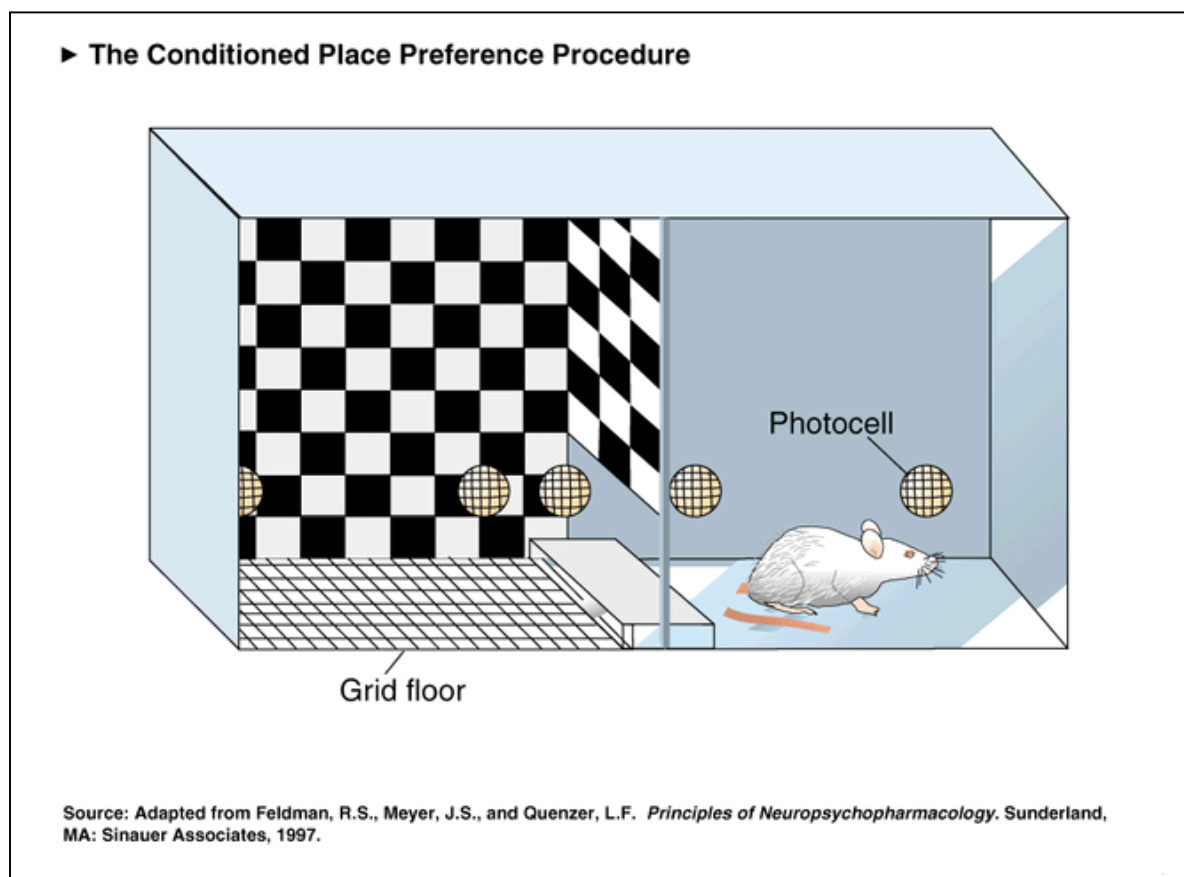 ► The Conditioned Place Preference Procedure
Photocell
Grid floor
Source: Adapted from Feldman, R.S., Meyer, J.S., and Quenzer, L.F. Principles of Neuropsychopharmacology. Sunderland,
MA: Sinauer Associates, 1997.